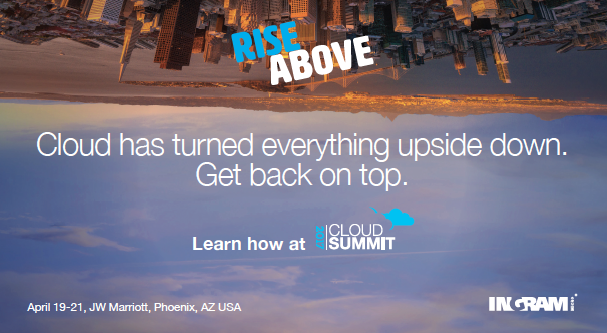 RISE
ABOVE
Cloud has turned everything upside down.
Get back on top.
Learn how at
CLOUD
SUMMIT
April 19-21, JW Marriott, Phoenix, AZ USA
INGRAM